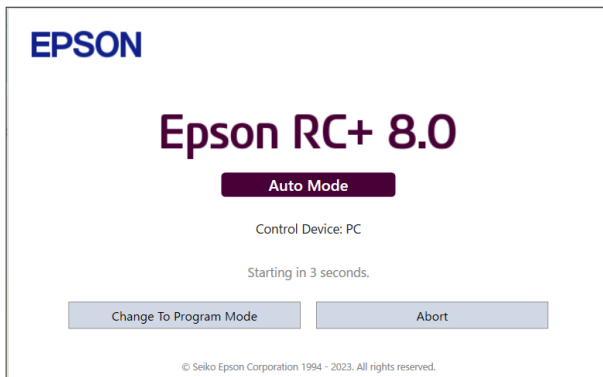 EPSON
Epson RC+ 8.0
Auto Mode
Control Device: PC
Starting in 3 seconds.
Change To Program Mode
Abort
© Seiko Epson Corporation 1994 - 2023. All rights reserved.